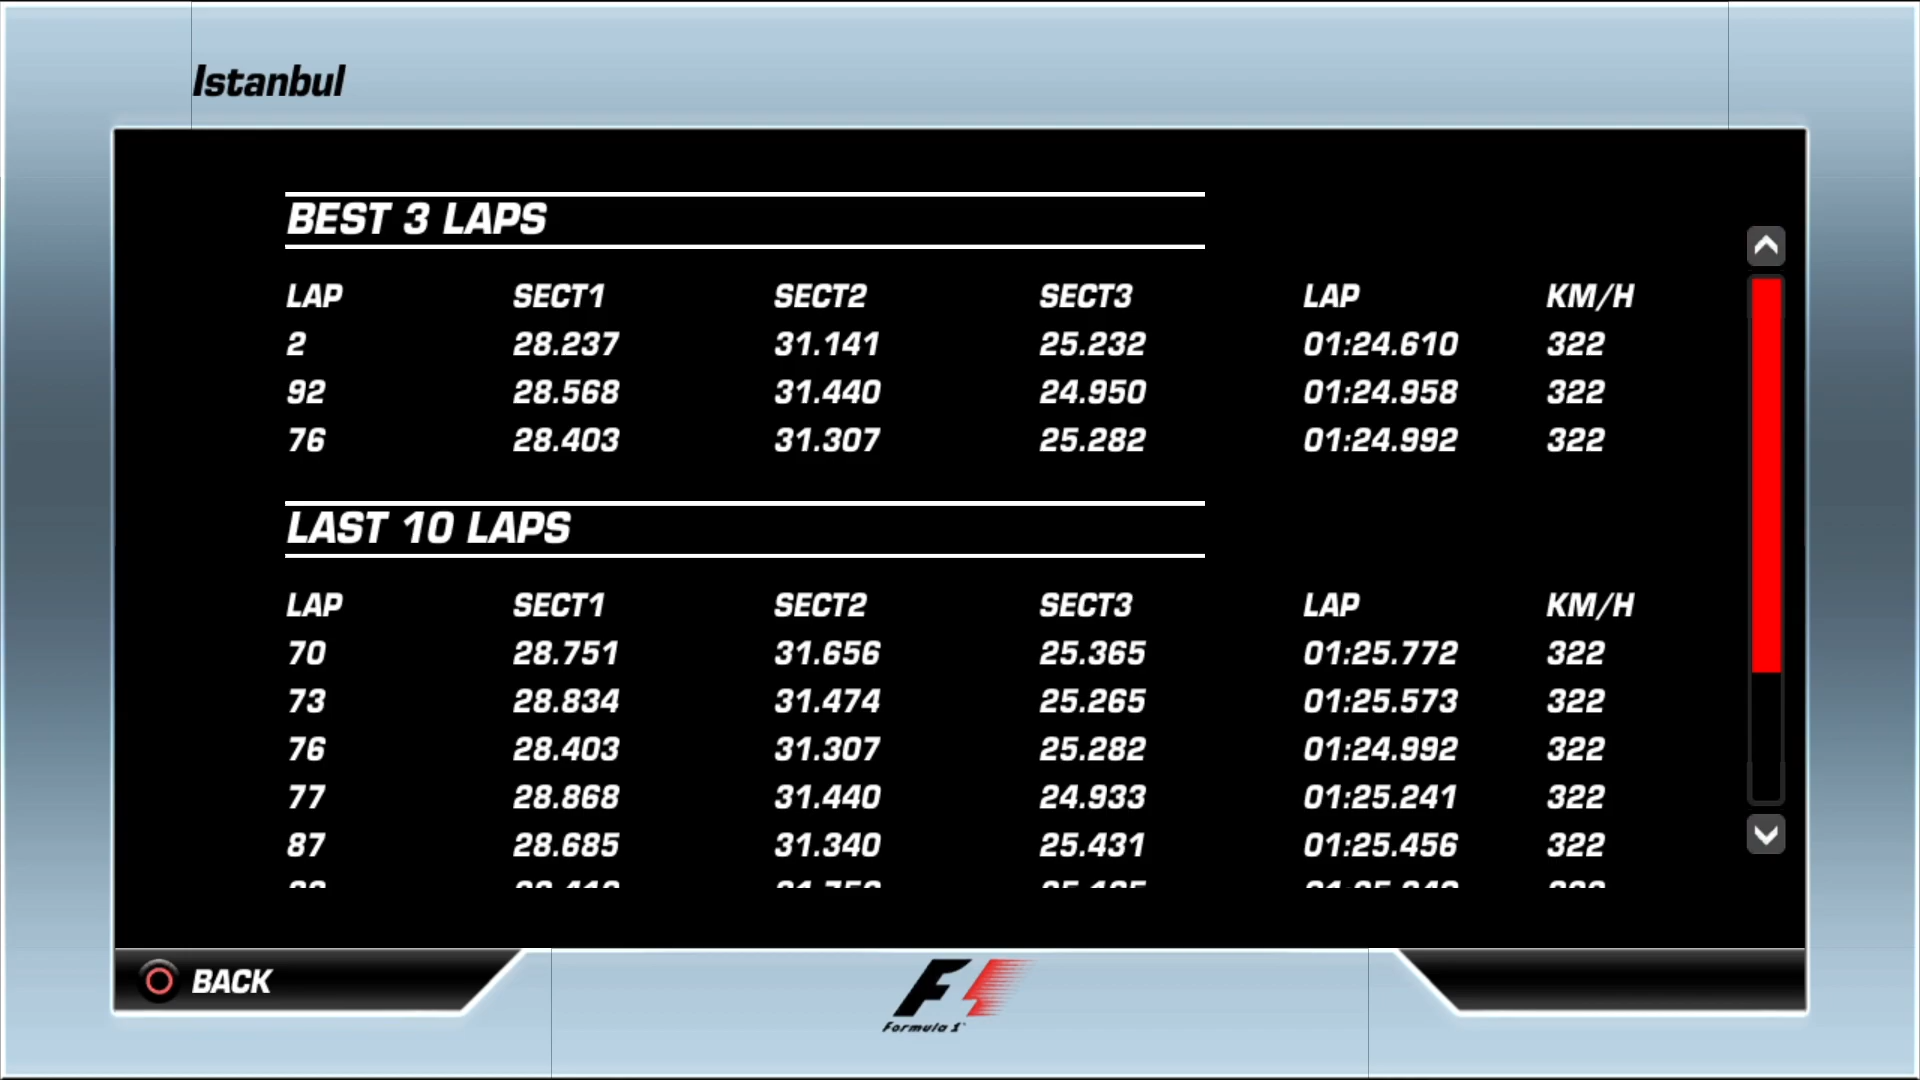 Istanbul
BEST 3 LAPS
LAP SECT1 SECT2 SECT3 LAP KM/H
2 28.237 31.141 25.232 01:24.610 322
92 28.568 31.440 24.950 01:24.958 322
76 28.403 31.307 25.282 01:24.992 322
LAST 10 LAPS
LAP SECT1 SECT2 SECT3 LAP KM/H
70 28.751 31.656 25.365 01:25.772 322
73 28.834 31.474 25.265 01:25.573 322
76 28.403 31.307 25.282 01:24.992 322
77 28.868 31.440 24.933 01:25.241 322
87 28.685 31.340 25.431 01:25.456 322
BACK
F1
Formula 1